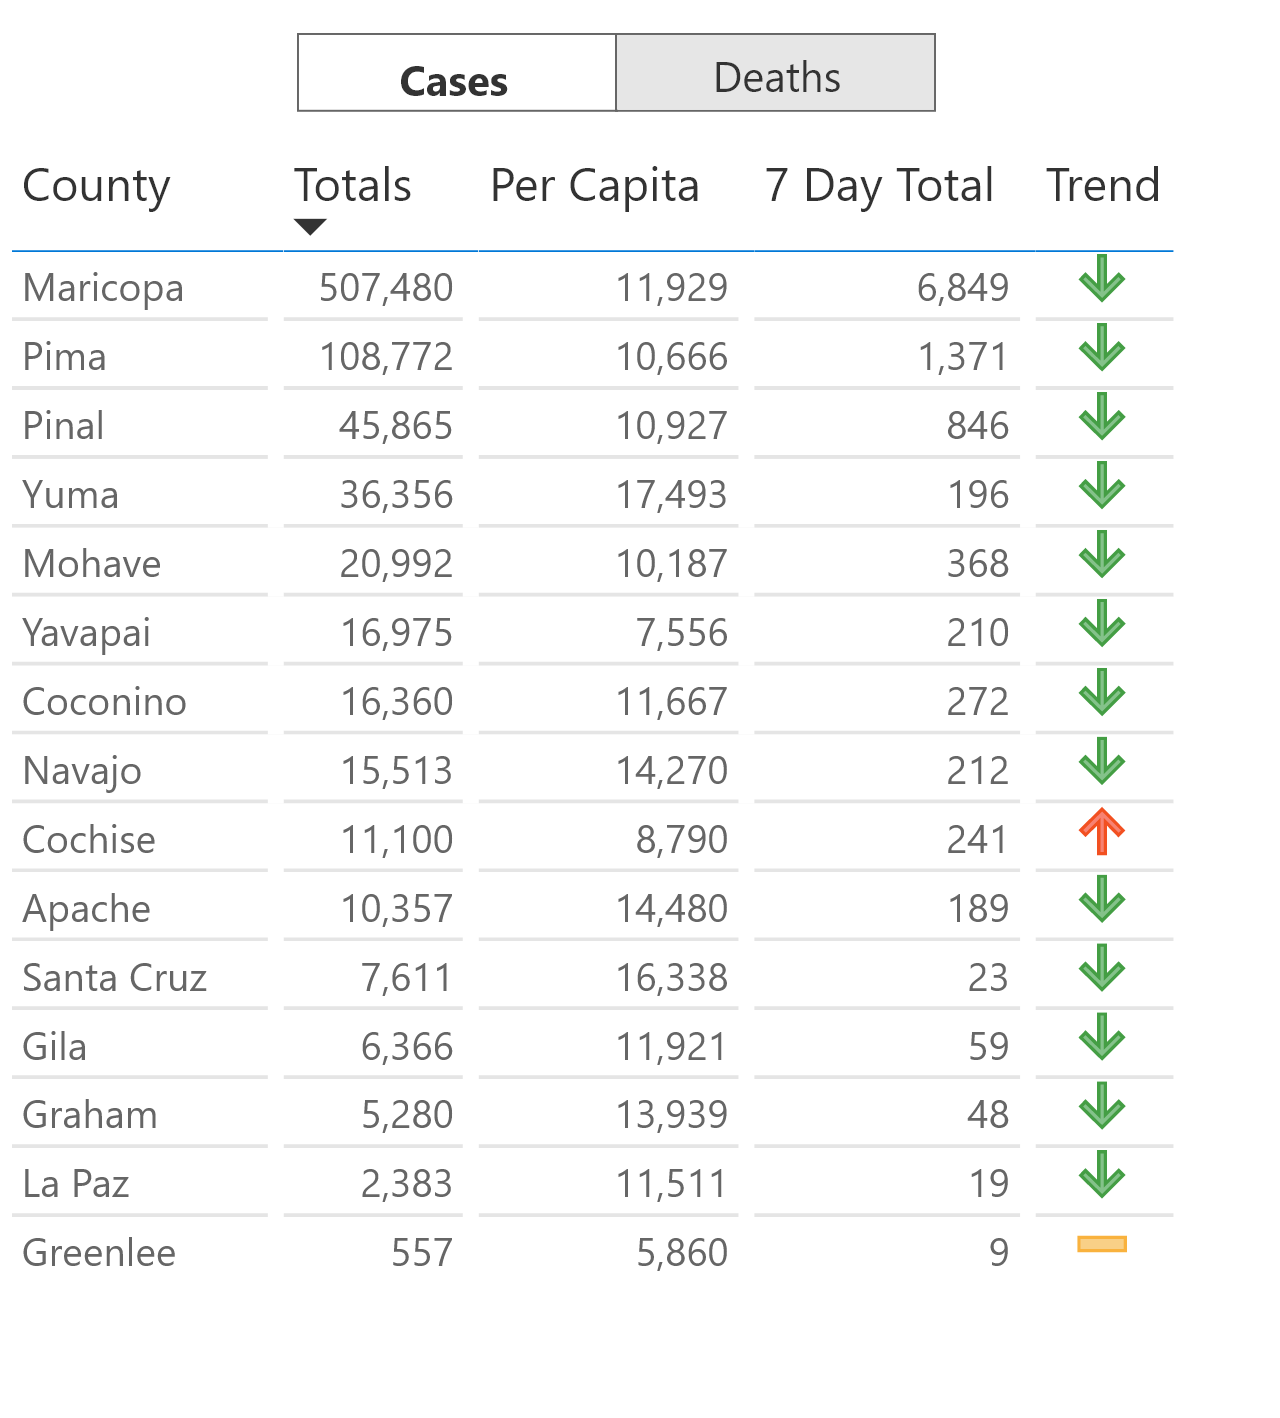 Cases Deaths
County Totals Per Capita 7 Day Total Trend
Maricopa 507,480 11,929 6,849
Pima 108,772 10,666 1,371
Pinal 45,865 10,927 846
Yuma 36,356 17,493 196
Mohave 20,992 10,187 368
Yavapai 16,975 7,556 210
Coconino 16,360 11,667 272
Navajo 15,513 14,270 212
Cochise 11,100 8,790 241
Apache 10,357 14,480 189
Santa Cruz 7,611 16,338 23
Gila 6,366 11,921 59
Graham 5,280 13,939 48
La Paz 2,383 11,511 19
Greenlee 557 5,860 9